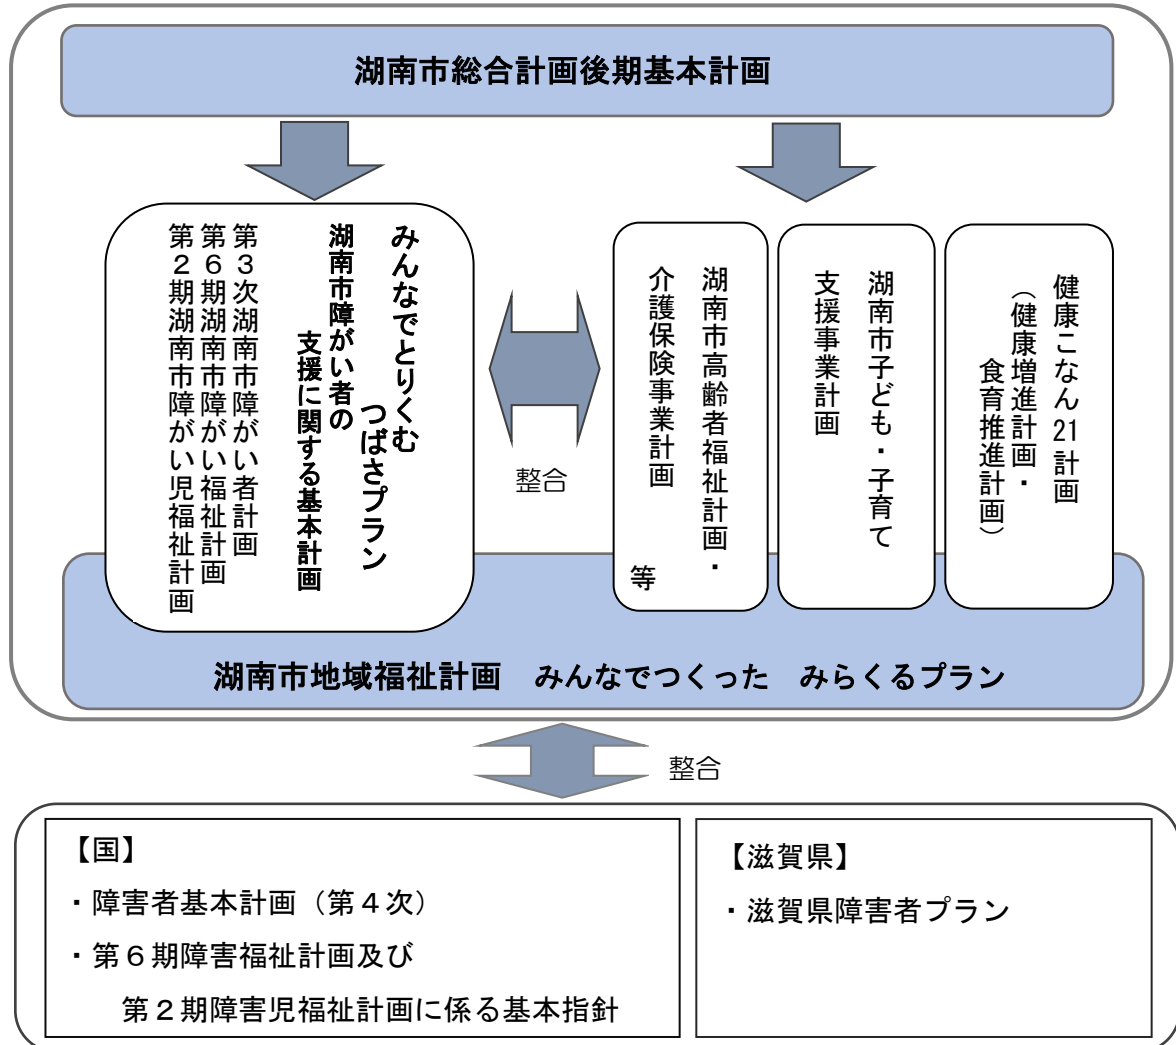 湖南市総合計画後期基本計画
みんなでとりくむ
つばさプラン
湖南市障がい者の
支援に関する基本計画
第３次湖南市障がい者計画
第６期湖南市障がい福祉計画
第２期湖南市障がい児福祉計画
整合
湖南市高齢者福祉計画・
介護保険事業計画
等
湖南市子ども・子育て
支援事業計画
健康こなん21計画
（健康増進計画・
食育推進計画）
湖南市地域福祉計画　みんなでつくった　みらくるプラン
整合
【国】
・障害者基本計画（第４次）
・第６期障害福祉計画及び
第２期障害児福祉計画に係る基本指針
【滋賀県】
・滋賀県障害者プラン